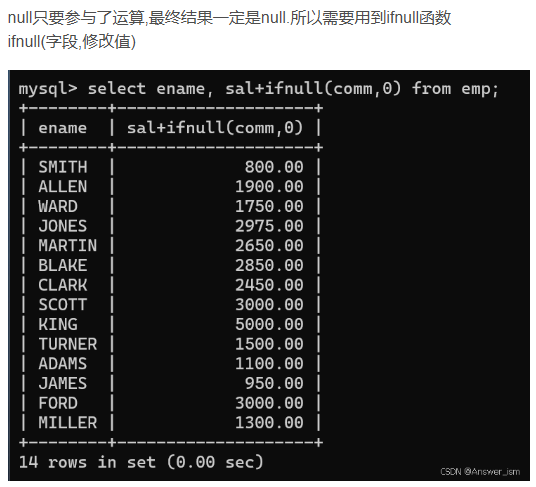 null只要参与了运算,最终结果一定是null.所以需要用到ifnull函数
ifnull(字段,修改值)
mysql> select ename, sal+ifnull(comm,0) from emp;
+--------+--------------------+
| ename  | sal+ifnull(comm,0) |
+--------+--------------------+
| SMITH  |             800.00 |
| ALLEN  |            1900.00 |
| WARD   |            1750.00 |
| JONES  |            2975.00 |
| MARTIN |            2650.00 |
| BLAKE  |            2850.00 |
| CLARK  |            2450.00 |
| SCOTT  |            3000.00 |
| KING   |            5000.00 |
| TURNER |            1500.00 |
| ADAMS  |            1100.00 |
| JAMES  |             950.00 |
| FORD   |            3000.00 |
| MILLER |            1300.00 |
+--------+--------------------+
14 rows in set (0.00 sec)
CSDN @Answer_ism